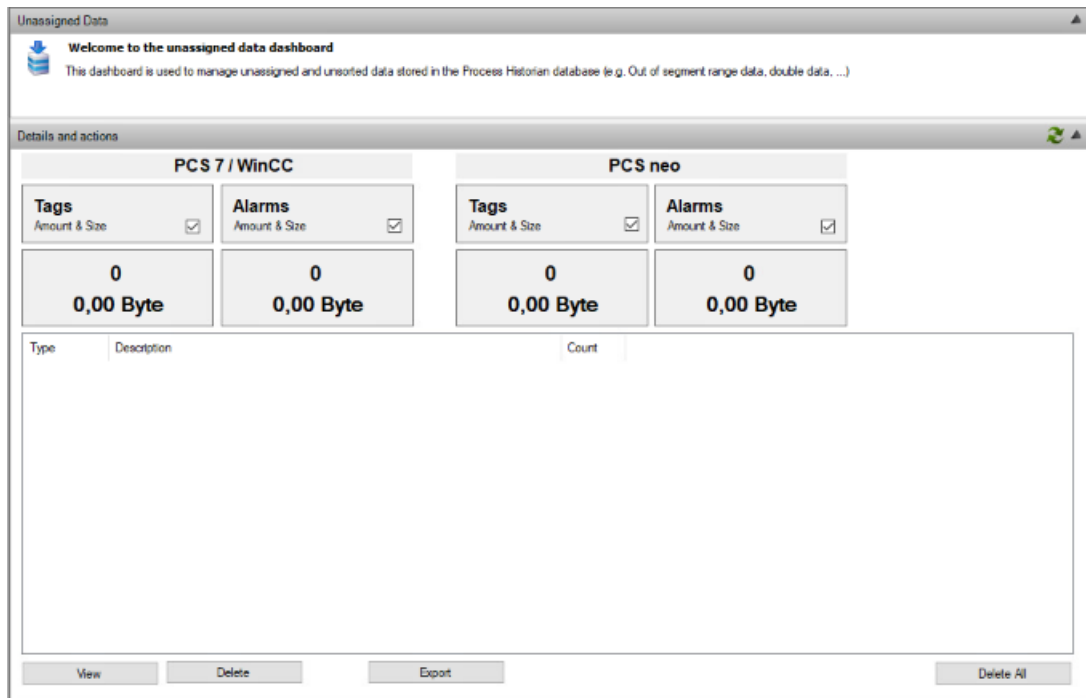 Unassigned Data
Welcome to the unassigned data dashboard
This dashboard is used to manage unassigned and unsorted data stored in the Process Historian database (e.g. Out of segment range data, double data, ...)
Details and actions
PCS 7 / WinCC
PCS neo
Tags
Amount & Size
Alarms
Amount & Size
Tags
Amount & Size
Alarms
Amount & Size
0
0,00 Byte
0
0,00 Byte
0
0,00 Byte
0
0,00 Byte
Type Description Count
View Delete Export Delete All